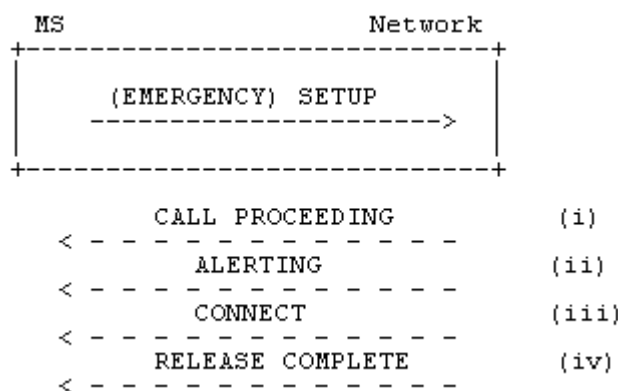 MS Network
(EMERGENCY) SETUP
CALL PROCEEDING (i)
ALERTING (ii)
CONNECT (iii)
RELEASE COMPLETE (iv)